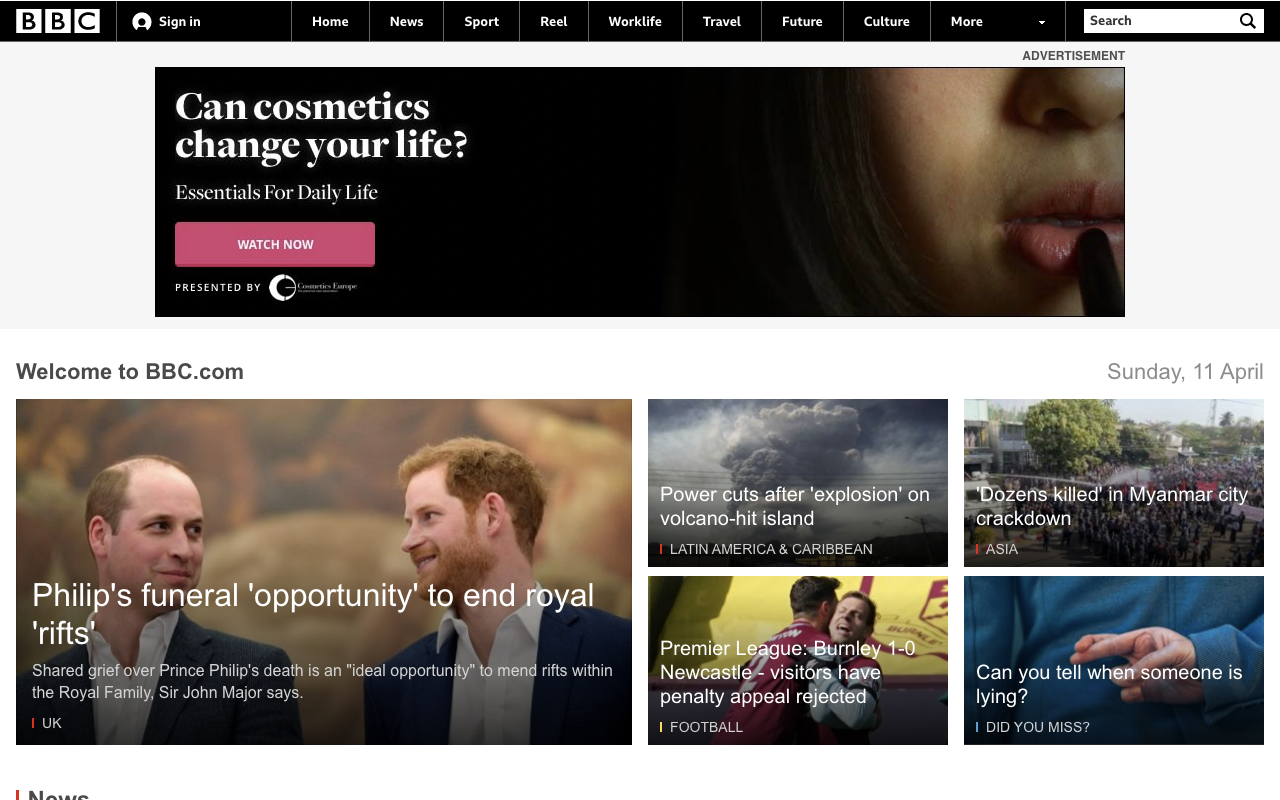 BBC
Sign in
Home
News
Sport
Reel
Worklife
Travel
Future
Culture
More
Search
ADVERTISEMENT
Can cosmetics
change your life?
Essentials For Daily Life
WATCH NOW
PRESENTED BY
Cosmetics Europe
Welcome to BBC.com
Sunday, 11 April
Philip's funeral 'opportunity' to end royal
'rifts'
Shared grief over Prince Philip's death is an "ideal opportunity" to mend rifts within
the Royal Family, Sir John Major says.
UK
Power cuts after 'explosion' on
volcano-hit island
LATIN AMERICA & CARIBBEAN
'Dozens killed' in Myanmar city
crackdown
ASIA
BURNLEY
Premier League: Burnley 1-0
Newcastle - visitors have
penalty appeal rejected
FOOTBALL
Can you tell when someone is
lying?
DID YOU MISS?
News